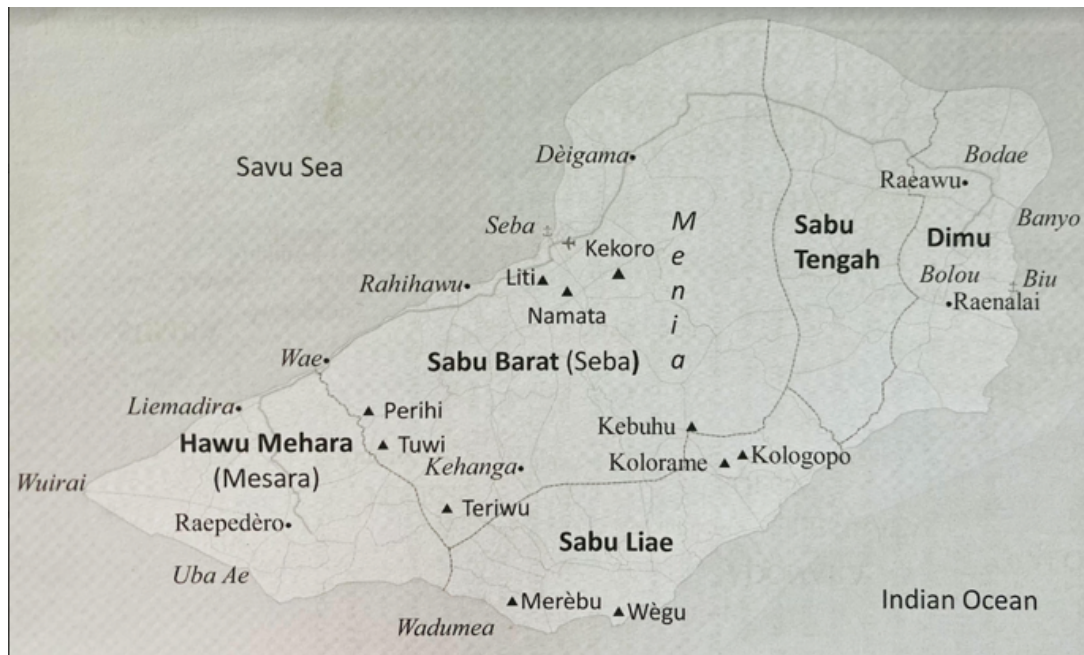 Savu Sea
Dèigama
Bodae
Raeawu
Seba
Kekoro
M
e
n
i
a
Sabu
Tengah
Dimu
Banyo
Rahihawu
Liti
Namata
Bolou
Biu
Raenalai
Wae
Sabu Barat (Seba)
Liemadira
Perihi
Hawu Mehara
(Mesara)
Tuwi
Kehanga
Kebuhu
Kolorame
Kologopo
Wuirai
Teriwu
Raepedèro
Sabu Liae
Uba Ae
Merèbu
Wègu
Wadumea
Indian Ocean